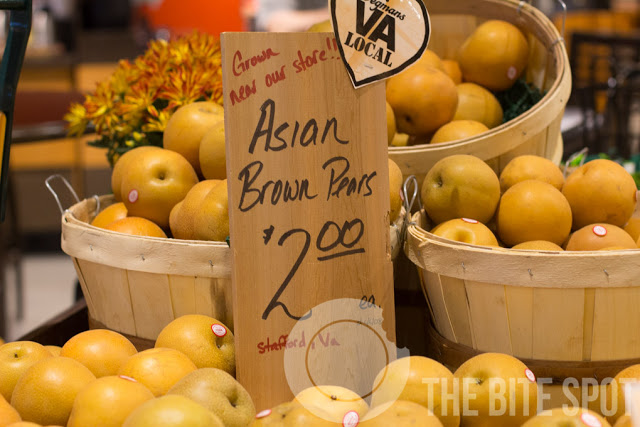 Wegmans
VA
LOCAL
Grown
near our store!!
Asian
Brown Pears
$2.00
ea.
Stafford, Va
THE BITE SPOT